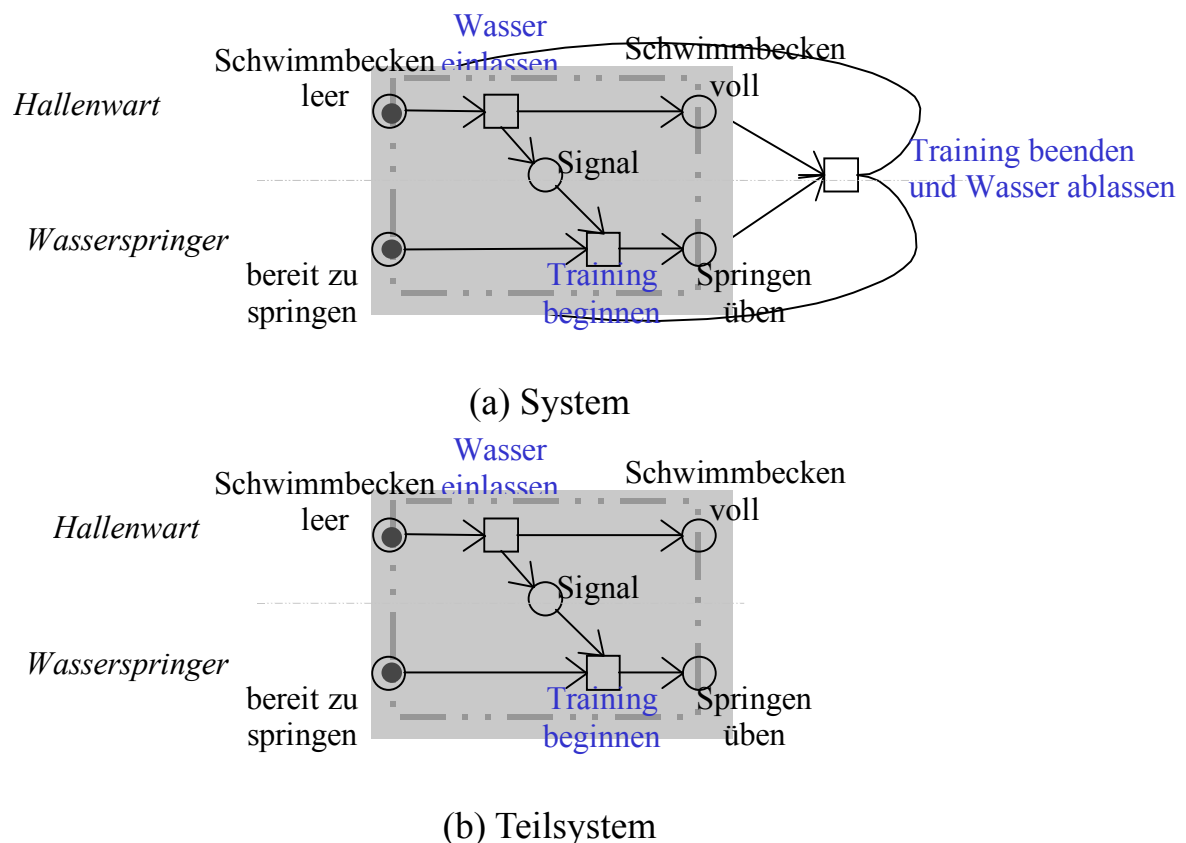 Wasser
einlassen
Schwimmbecken
leer
Schwimmbecken
voll
Hallenwart
Signal
Training beenden
und Wasser ablassen
Wasserspringer
bereit zu
springen
Training
beginnen
Springen
üben
(a) System
Wasser
einlassen
Schwimmbecken
leer
Schwimmbecken
voll
Hallenwart
Signal
Wasserspringer
bereit zu
springen
Training
beginnen
Springen
üben
(b) Teilsystem